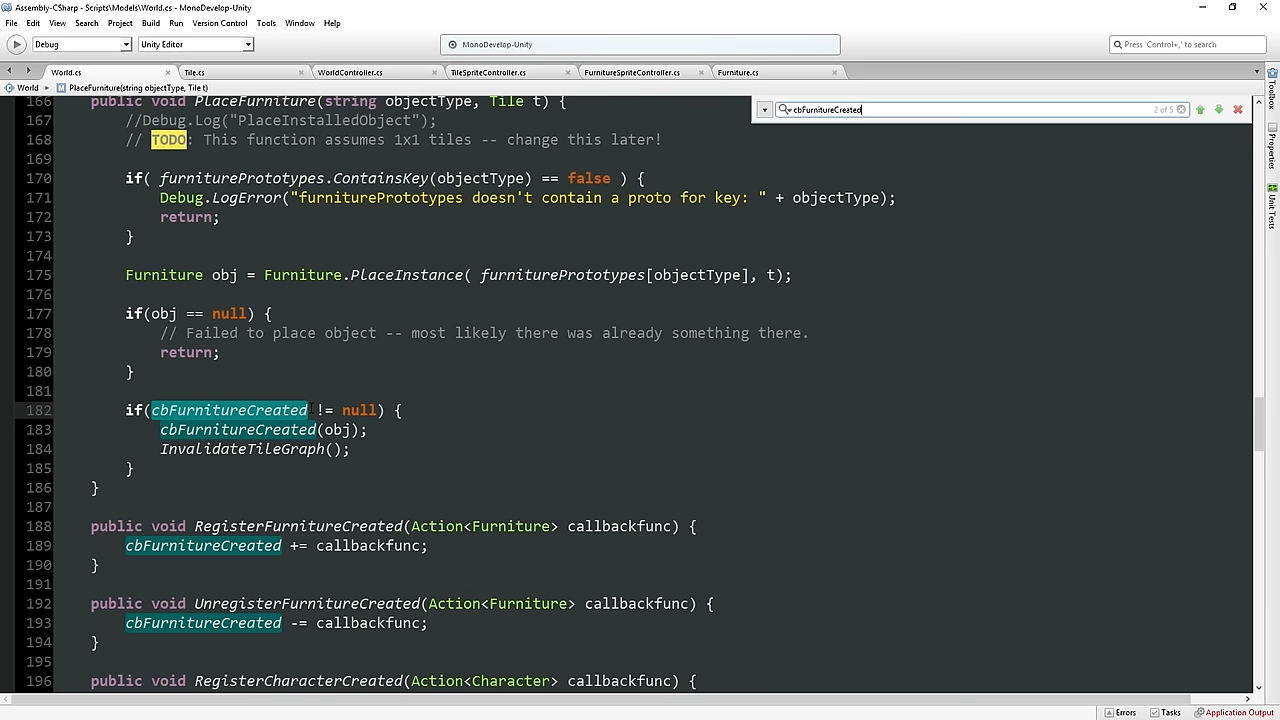 Assembly-CSharp - Scripts\Models\World.cs - MonoDevelop-Unity
File Edit View Search Project Build Run Version Control Tools Window Help
Debug Unity Editor MonoDevelop-Unity Press 'Control+,' to search
World.cs Tile.cs WorldController.cs TileSpriteController.cs FurnitureSpriteController.cs Furniture.cs
World PlaceFurniture(string objectType, Tile t)
cbFurnitureCreated 2 of 5
166 public void PlaceFurniture(string objectType, Tile t) {
167 //Debug.Log("PlaceInstalledObject");
168 // TODO: This function assumes 1x1 tiles -- change this later!
169
170 if( furniturePrototypes.ContainsKey(objectType) == false ) {
171 Debug.LogError("furniturePrototypes doesn't contain a proto for key: " + objectType);
172 return;
173 }
174
175 Furniture obj = Furniture.PlaceInstance( furniturePrototypes[objectType], t);
176
177 if(obj == null) {
178 // Failed to place object -- most likely there was already something there.
179 return;
180 }
181
182 if(cbFurnitureCreated != null) {
183 cbFurnitureCreated(obj);
184 InvalidateTileGraph();
185 }
186 }
187
188 public void RegisterFurnitureCreated(Action<Furniture> callbackfunc) {
189 cbFurnitureCreated += callbackfunc;
190 }
191
192 public void UnregisterFurnitureCreated(Action<Furniture> callbackfunc) {
193 cbFurnitureCreated -= callbackfunc;
194 }
195
196 public void RegisterCharacterCreated(Action<Character> callbackfunc) {
Toolbox
Properties
Unit Tests
Errors Tasks Application Output